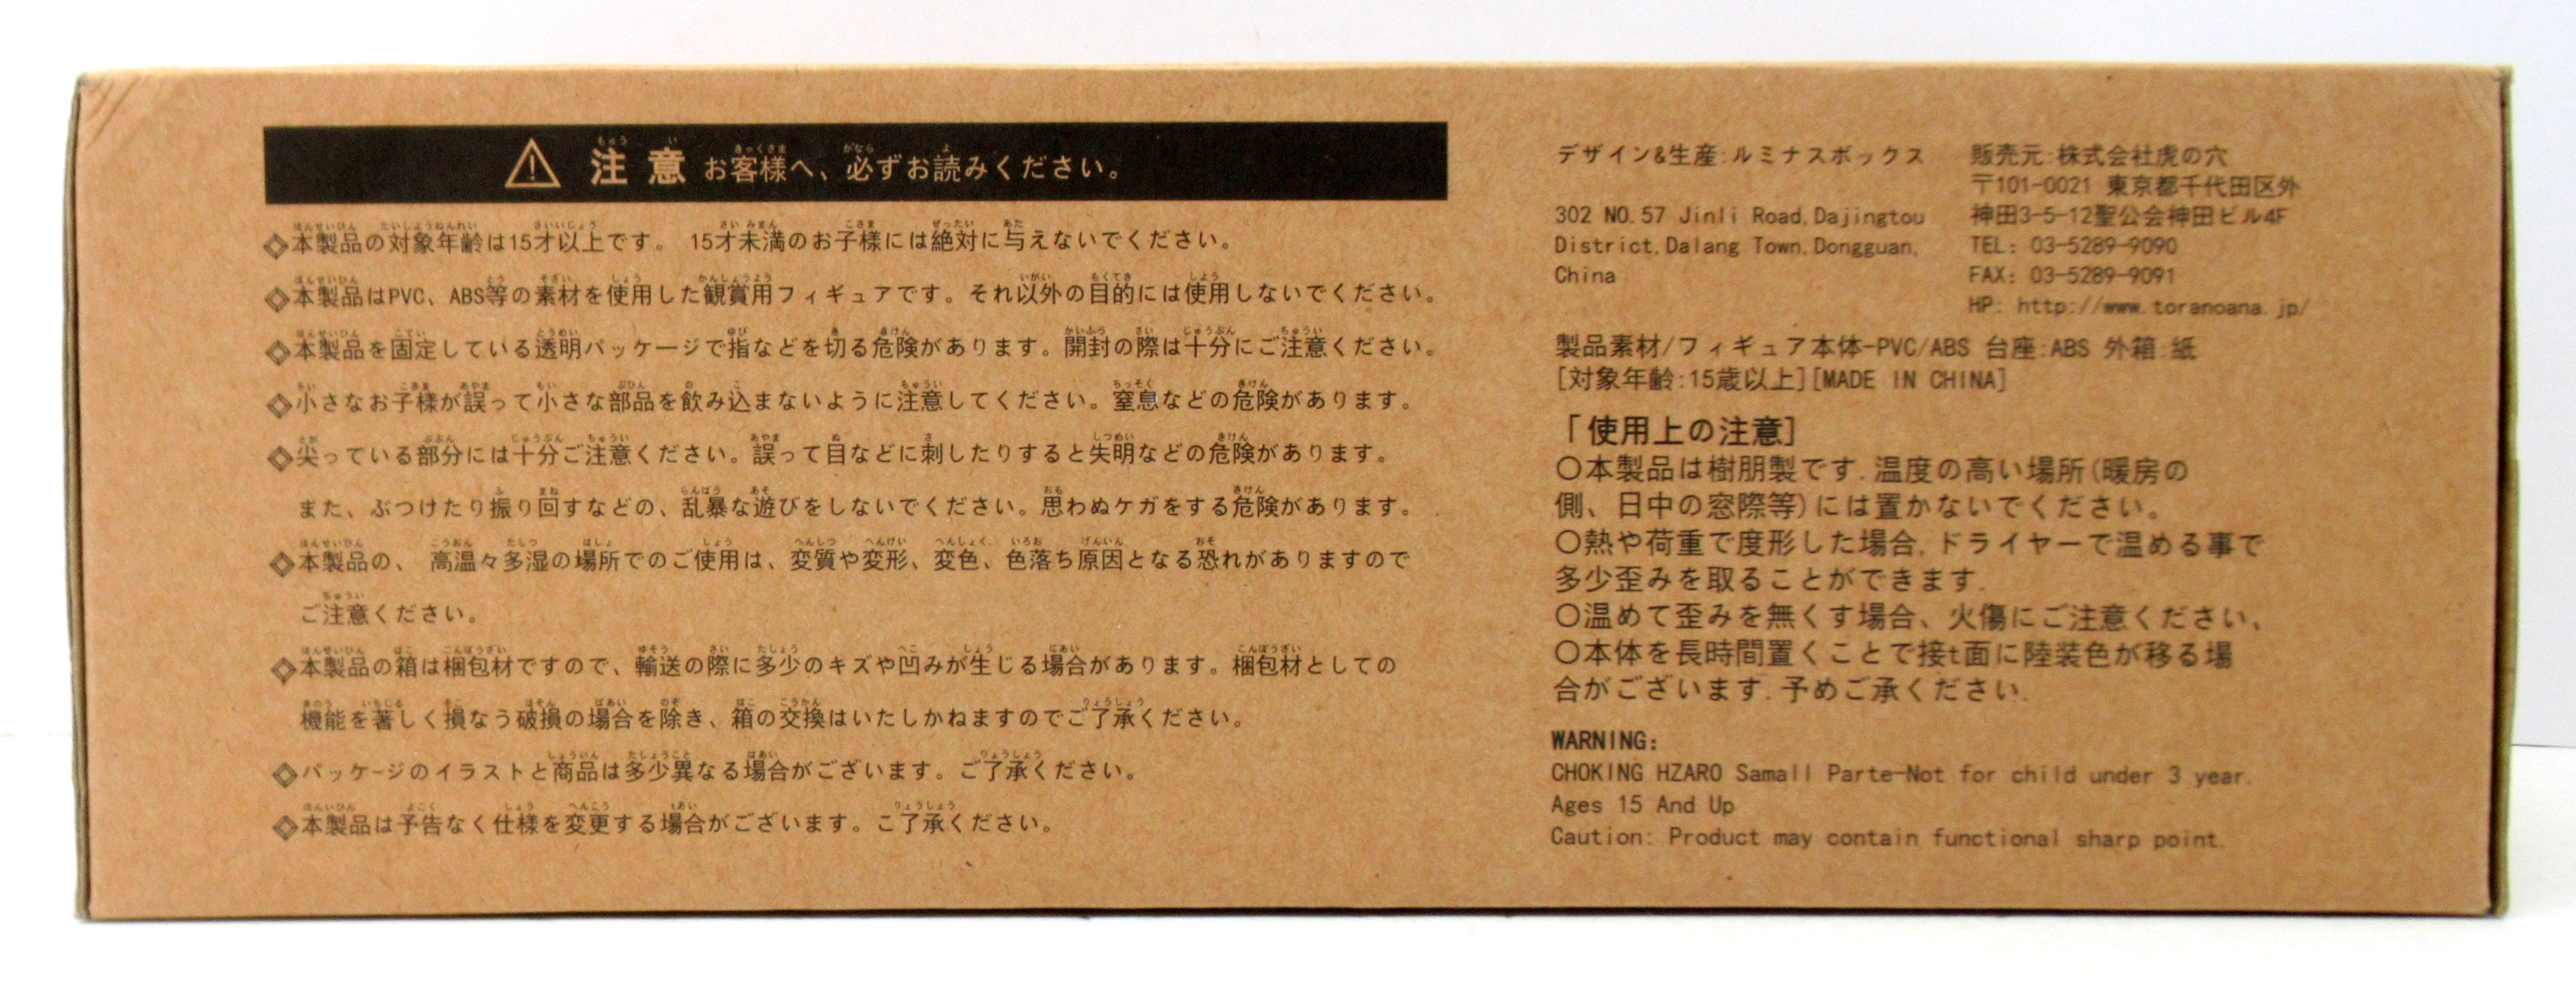 注意 お客様へ、必ずお読みください。
◇本製品の対象年齢は15才以上です。 15才未満のお子様には絶対に与えないでください。
◇本製品はPVC、ABS等の素材を使用した観賞用フィギュアです。それ以外の目的には使用しないでください。
◇本製品を固定している透明パッケージで指などを切る危険があります。開封の際は十分にご注意ください。
◇小さなお子様が誤って小さな部品を飲み込まないように注意してください。窒息などの危険があります。
◇尖っている部分には十分ご注意ください。誤って目などに刺したりすると失明などの危険があります。
また、ぶつけたり振り回すなどの、乱暴な遊びをしないでください。思わぬケガをする危険があります。
◇本製品の、 高温々多湿の場所でのご使用は、変質や変形、変色、色落ち原因となる恐れがありますので
ご注意ください。
◇本製品の箱は梱包材ですので、輸送の際に多少のキズや凹みが生じる場合があります。梱包材としての
機能を著しく損なう破損の場合を除き、箱の交換はいたしかねますのでご了承ください。
◇パッケージのイラストと商品は多少異なる場合がございます。ご了承ください。
◇本製品は予告なく仕様を変更する場合がございます。こ了承ください。
デザイン&生産:ルミナスボックス
302 NO.57 Jinli Road,Dajingtou
District,Dalang Town,Dongguan,
China
販売元:株式会社虎の穴
〒101-0021 東京都千代田区外
神田3-5-12聖公会神田ビル4F
TEL: 03-5289-9090
FAX: 03-5289-9091
HP: http://www.toranoana.jp/
製品素材/フィギュア本体-PVC/ABS 台座:ABS 外箱:紙
[対象年齢:15歳以上][MADE IN CHINA]
「使用上の注意]
○本製品は樹朋製です.温度の高い場所(暖房の
側、日中の窓際等)には置かないでください。
○熱や荷重で度形した場合,ドライヤーで温める事で
多少歪みを取ることができます.
○温めて歪みを無くす場合、火傷にご注意ください、
○本体を長時間置くことで接t面に陸装色が移る場
合がございます.予めご承ください.
WARNING:
CHOKING HZARO Samall Parte-Not for child under 3 year.
Ages 15 And Up
Caution: Product may contain functional sharp point.